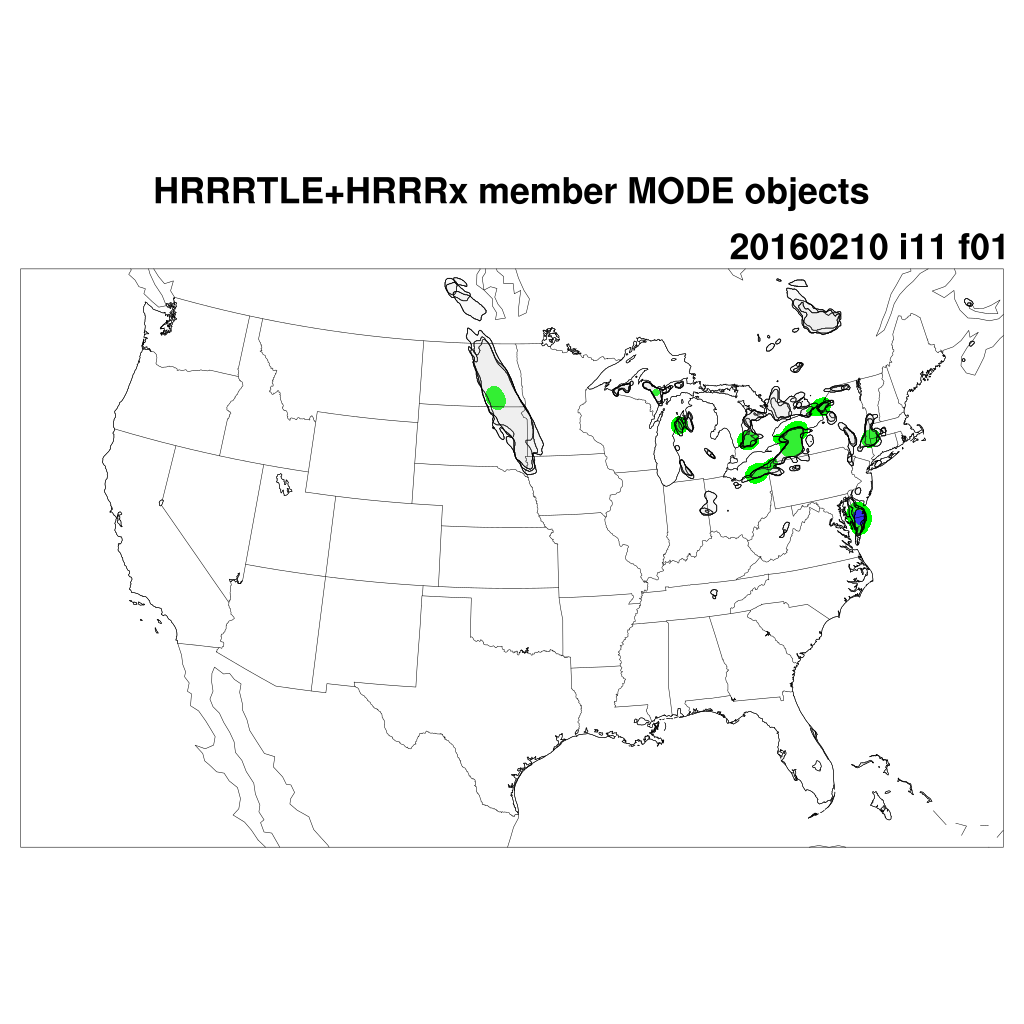 HRRRTLE+HRRRx member MODE objects
20160210 i11 f01